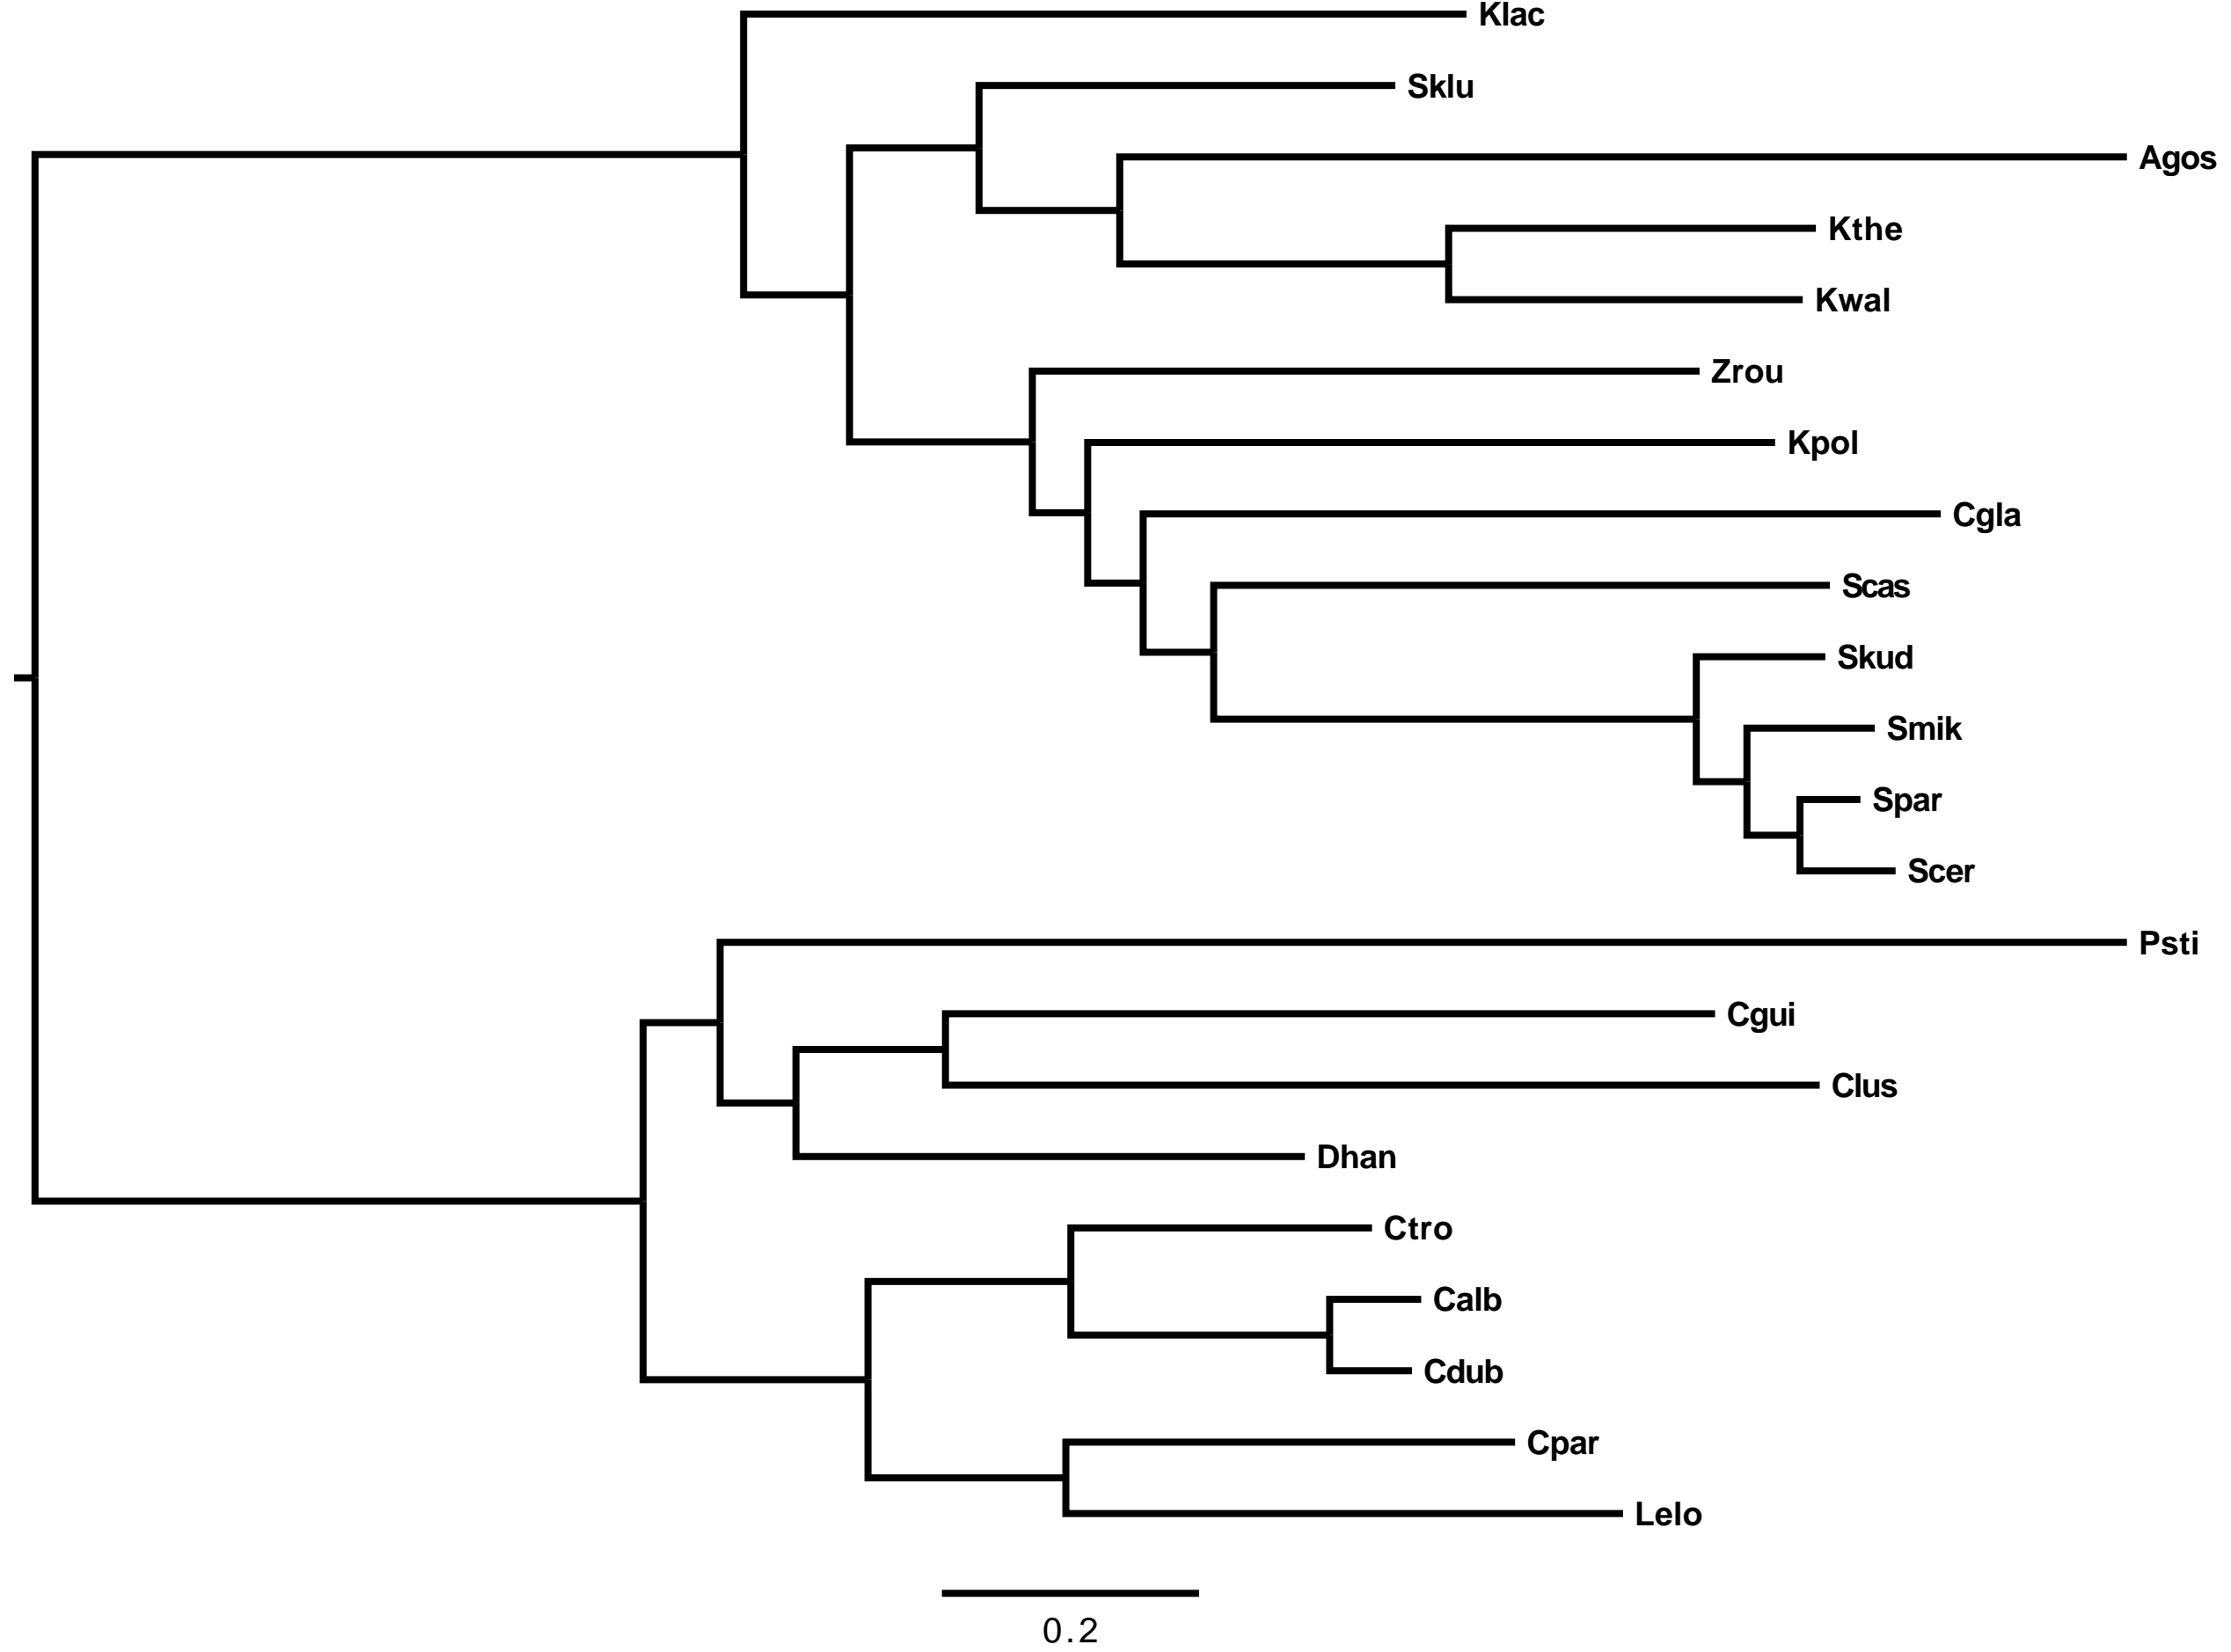 Klac
Sklu
Agos
Kthe
Kwal
Zrou
Kpol
Cgla
Scas
Skud
Smik
Spar
Scer
Psti
Cgui
Clus
Dhan
Ctro
Calb
Cdub
Cpar
Lelo
0.2